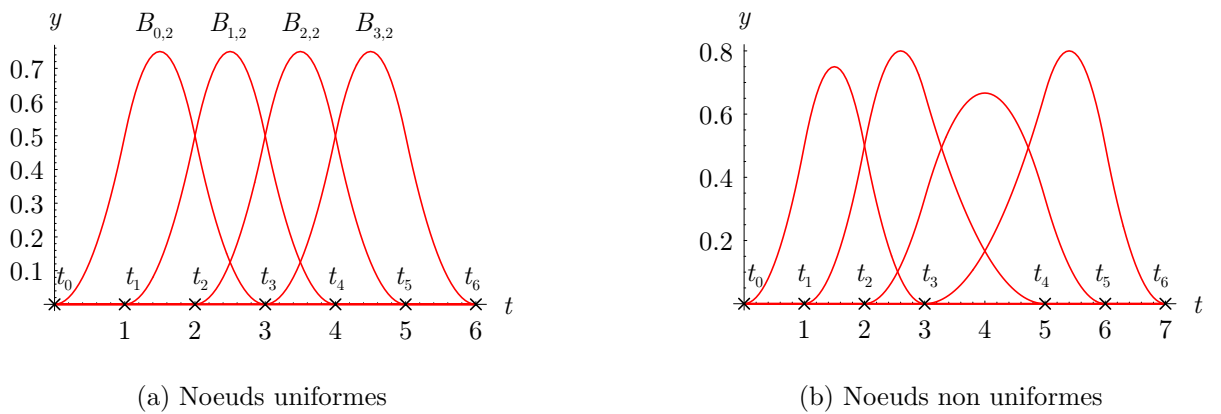 y
B0,2 B1,2 B2,2 B3,2
0.7
0.6
0.5
0.4
0.3
0.2
0.1
t0 t1 t2 t3 t4 t5 t6
t
1 2 3 4 5 6
(a) Noeuds uniformes
y
0.8
0.6
0.4
0.2
t0 t1 t2 t3 t4 t5 t6
t
1 2 3 4 5 6 7
(b) Noeuds non uniformes